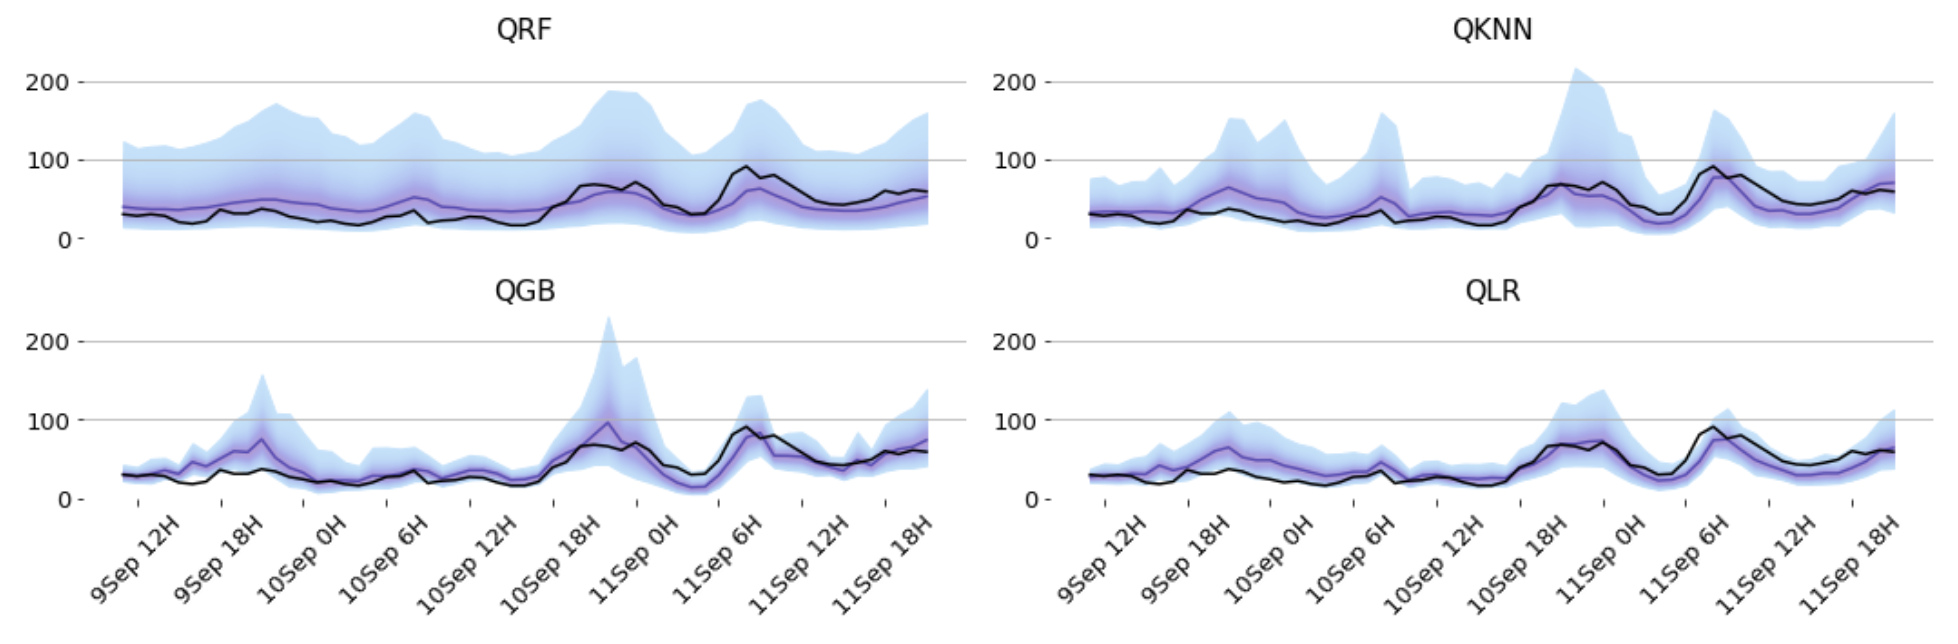 QRF
200
100
0
QKNN
200
100
0
QGB
200
100
0
9Sep 12H
9Sep 18H
10Sep 0H
10Sep 6H
10Sep 12H
10Sep 18H
11Sep 0H
11Sep 6H
11Sep 12H
11Sep 18H
QLR
200
100
0
9Sep 12H
9Sep 18H
10Sep 0H
10Sep 6H
10Sep 12H
10Sep 18H
11Sep 0H
11Sep 6H
11Sep 12H
11Sep 18H